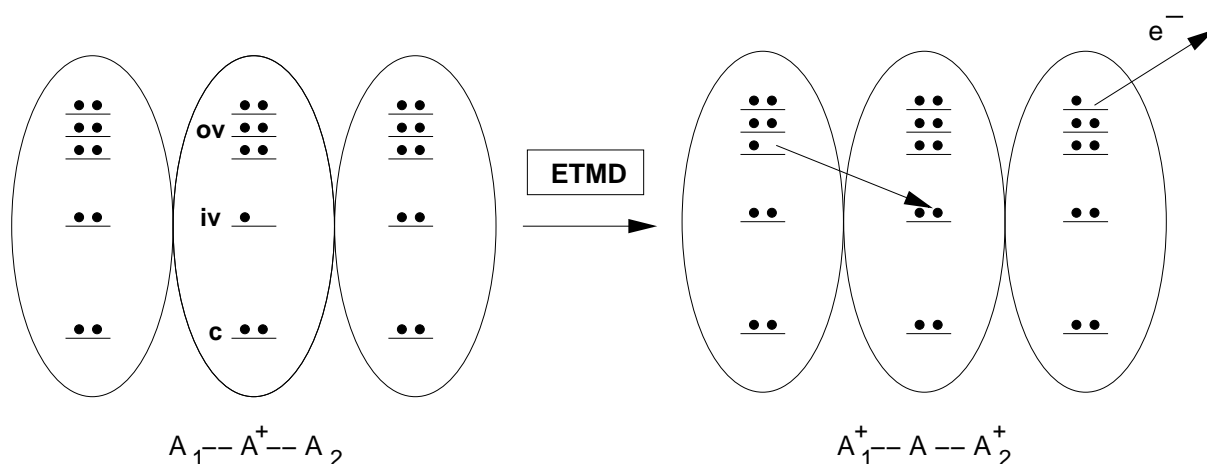 e⁻
ov
ETMD
iv
c
A₁-- A⁺-- A₂
A₁⁺-- A -- A₂⁺